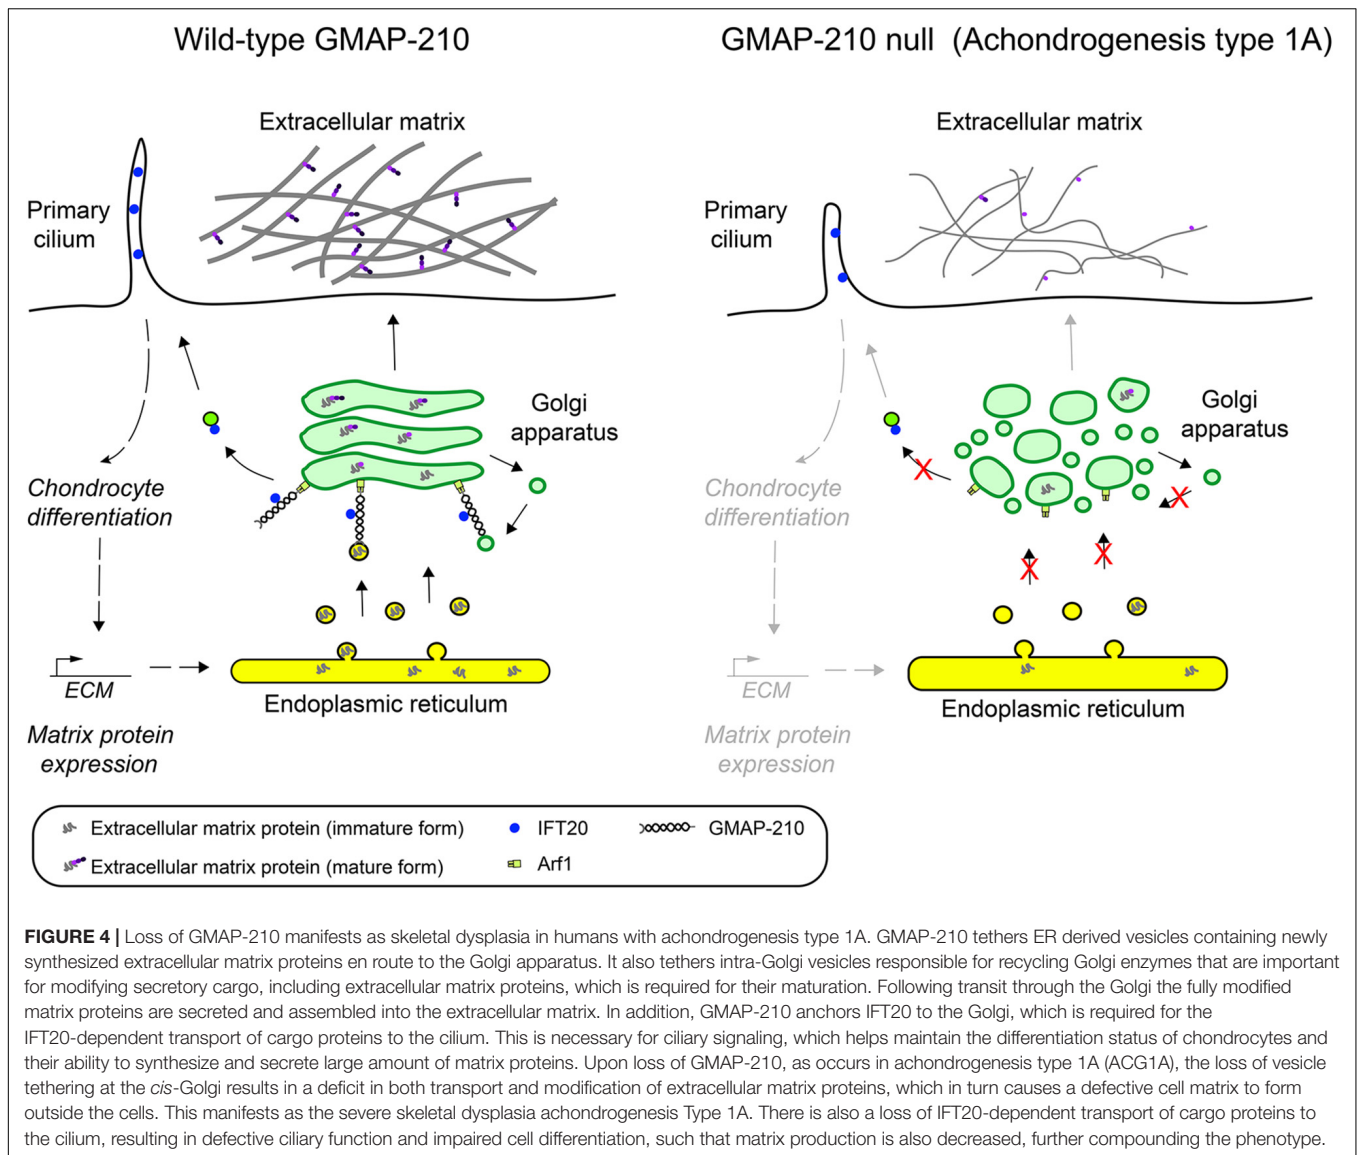 Wild-type GMAP-210
GMAP-210 null (Achondrogenesis type 1A)
Extracellular matrix
Primary
cilium
Golgi
apparatus
Chondrocyte
differentiation
ECM
Endoplasmic reticulum
Matrix protein
expression
Extracellular matrix
Primary
cilium
Golgi
apparatus
Chondrocyte
differentiation
X
X
X
X
ECM
Endoplasmic reticulum
Matrix protein
expression
Extracellular matrix protein (immature form)
IFT20
GMAP-210
Extracellular matrix protein (mature form)
Arf1
FIGURE 4 | Loss of GMAP-210 manifests as skeletal dysplasia in humans with achondrogenesis type 1A. GMAP-210 tethers ER derived vesicles containing newly
synthesized extracellular matrix proteins en route to the Golgi apparatus. It also tethers intra-Golgi vesicles responsible for recycling Golgi enzymes that are important
for modifying secretory cargo, including extracellular matrix proteins, which is required for their maturation. Following transit through the Golgi the fully modified
matrix proteins are secreted and assembled into the extracellular matrix. In addition, GMAP-210 anchors IFT20 to the Golgi, which is required for the
IFT20-dependent transport of cargo proteins to the cilium. This is necessary for ciliary signaling, which helps maintain the differentiation status of chondrocytes and
their ability to synthesize and secrete large amount of matrix proteins. Upon loss of GMAP-210, as occurs in achondrogenesis type 1A (ACG1A), the loss of vesicle
tethering at the cis-Golgi results in a deficit in both transport and modification of extracellular matrix proteins, which in turn causes a defective cell matrix to form
outside the cells. This manifests as the severe skeletal dysplasia achondrogenesis Type 1A. There is also a loss of IFT20-dependent transport of cargo proteins to
the cilium, resulting in defective ciliary function and impaired cell differentiation, such that matrix production is also decreased, further compounding the phenotype.